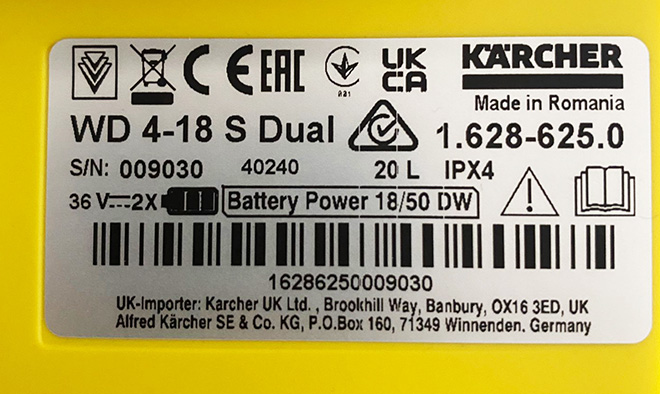 CE EAC UK CA KÄRCHER
Made in Romania
WD 4-18 S Dual 1.628-625.0
S/N: 009030 40240 20 L IPX4
36 V 2X Battery Power 18/50 DW
16286250009030
UK-Importer: Karcher UK Ltd. , Brookhill Way, Banbury, OX16 3ED, UK
Alfred Kärcher SE & Co. KG, P.O.Box 160, 71349 Winnenden. Germany